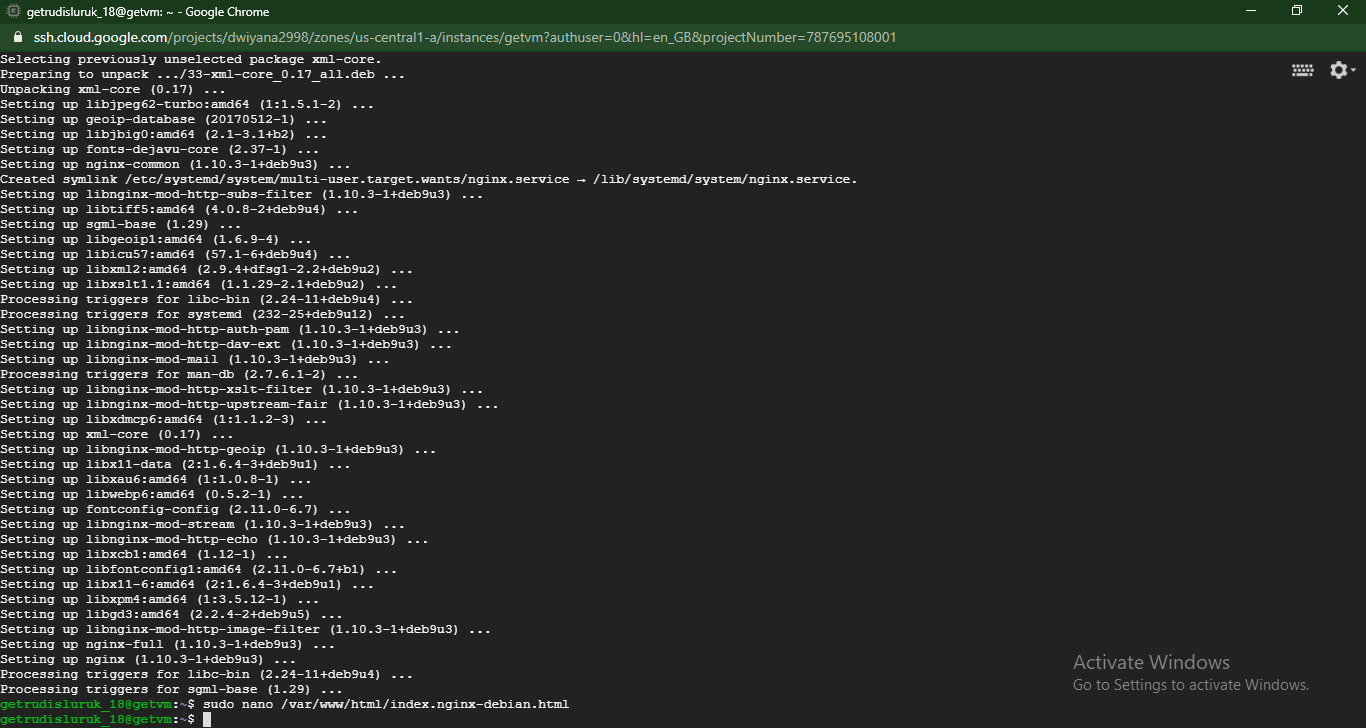 getrudisluruk_18@getvm: ~ - Google Chrome
ssh.cloud.google.com/projects/dwiyana2998/zones/us-central1-a/instances/getvm?authuser=0&hl=en_GB&projectNumber=787695108001
Selecting previously unselected package xml-core.
Preparing to unpack .../33-xml-core_0.17_all.deb ...
Unpacking xml-core (0.17) ...
Setting up libjpeg62-turbo:amd64 (1:1.5.1-2) ...
Setting up geoip-database (20170512-1) ...
Setting up libjbig0:amd64 (2.1-3.1+b2) ...
Setting up fonts-dejavu-core (2.37-1) ...
Setting up nginx-common (1.10.3-1+deb9u3) ...
Created symlink /etc/systemd/system/multi-user.target.wants/nginx.service → /lib/systemd/system/nginx.service.
Setting up libnginx-mod-http-subs-filter (1.10.3-1+deb9u3) ...
Setting up libtiff5:amd64 (4.0.8-2+deb9u4) ...
Setting up sgml-base (1.29) ...
Setting up libgeoip1:amd64 (1.6.9-4) ...
Setting up libicu57:amd64 (57.1-6+deb9u4) ...
Setting up libxml2:amd64 (2.9.4+dfsg1-2.2+deb9u2) ...
Setting up libxslt1.1:amd64 (1.1.29-2.1+deb9u2) ...
Processing triggers for libc-bin (2.24-11+deb9u4) ...
Processing triggers for systemd (232-25+deb9u12) ...
Setting up libnginx-mod-http-auth-pam (1.10.3-1+deb9u3) ...
Setting up libnginx-mod-http-dav-ext (1.10.3-1+deb9u3) ...
Setting up libnginx-mod-mail (1.10.3-1+deb9u3) ...
Processing triggers for man-db (2.7.6.1-2) ...
Setting up libnginx-mod-http-xslt-filter (1.10.3-1+deb9u3) ...
Setting up libnginx-mod-http-upstream-fair (1.10.3-1+deb9u3) ...
Setting up libxdmcp6:amd64 (1:1.1.2-3) ...
Setting up xml-core (0.17) ...
Setting up libnginx-mod-http-geoip (1.10.3-1+deb9u3) ...
Setting up libx11-data (2:1.6.4-3+deb9u1) ...
Setting up libxau6:amd64 (1:1.0.8-1) ...
Setting up libwebp6:amd64 (0.5.2-1) ...
Setting up fontconfig-config (2.11.0-6.7) ...
Setting up libnginx-mod-stream (1.10.3-1+deb9u3) ...
Setting up libnginx-mod-http-echo (1.10.3-1+deb9u3) ...
Setting up libxcb1:amd64 (1.12-1) ...
Setting up libfontconfig1:amd64 (2.11.0-6.7+b1) ...
Setting up libx11-6:amd64 (2:1.6.4-3+deb9u1) ...
Setting up libxpm4:amd64 (1:3.5.12-1) ...
Setting up libgd3:amd64 (2.2.4-2+deb9u5) ...
Setting up libnginx-mod-http-image-filter (1.10.3-1+deb9u3) ...
Setting up nginx-full (1.10.3-1+deb9u3) ...
Setting up nginx (1.10.3-1+deb9u3) ...
Processing triggers for libc-bin (2.24-11+deb9u4) ...
Processing triggers for sgml-base (1.29) ...
getrudisluruk_18@getvm:~$ sudo nano /var/www/html/index.nginx-debian.html
getrudisluruk_18@getvm:~$
Activate Windows
Go to Settings to activate Windows.